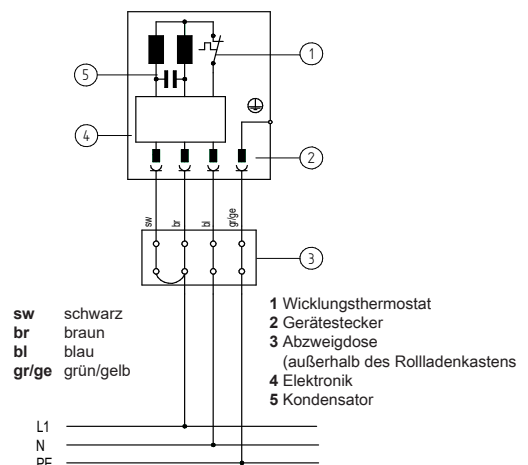 1
5
4
2
sw
br
bl
gr/ge
3
sw schwarz
br braun
bl blau
gr/ge grün/gelb
1 Wicklungsthermostat
2 Gerätestecker
3 Abzweigdose
(außerhalb des Rollladenkastens
4 Elektronik
5 Kondensator
L1
N
PE